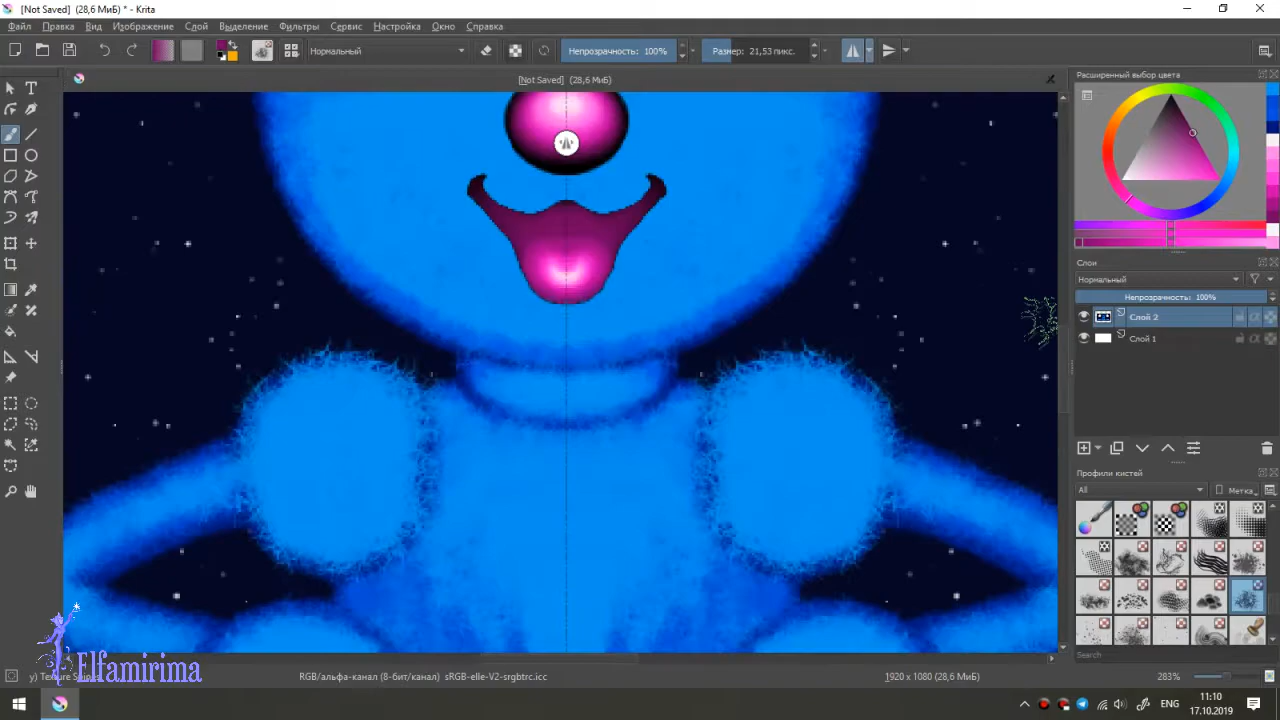 [Not Saved] (28,6 МиБ) * - Krita
Файл Правка Вид Изображение Слой Выделение Фильтры Сервис Настройка Окно Справка
Нормальный Непрозрачность: 100% Размер: 21,53 пикс.
[Not Saved] (28,6 МиБ)
Расширенный выбор цвета
Слои
Нормальный
Непрозрачность: 100%
Слой 2
Слой 1
Профили кистей
All Метка
Search
Elfamirima
y) Texture RGB/альфа-канал (8-бит/канал) sRGB-elle-V2-srgbtrc.icc 1920 x 1080 (28,6 МиБ) 283%
ENG 11:10
17.10.2019